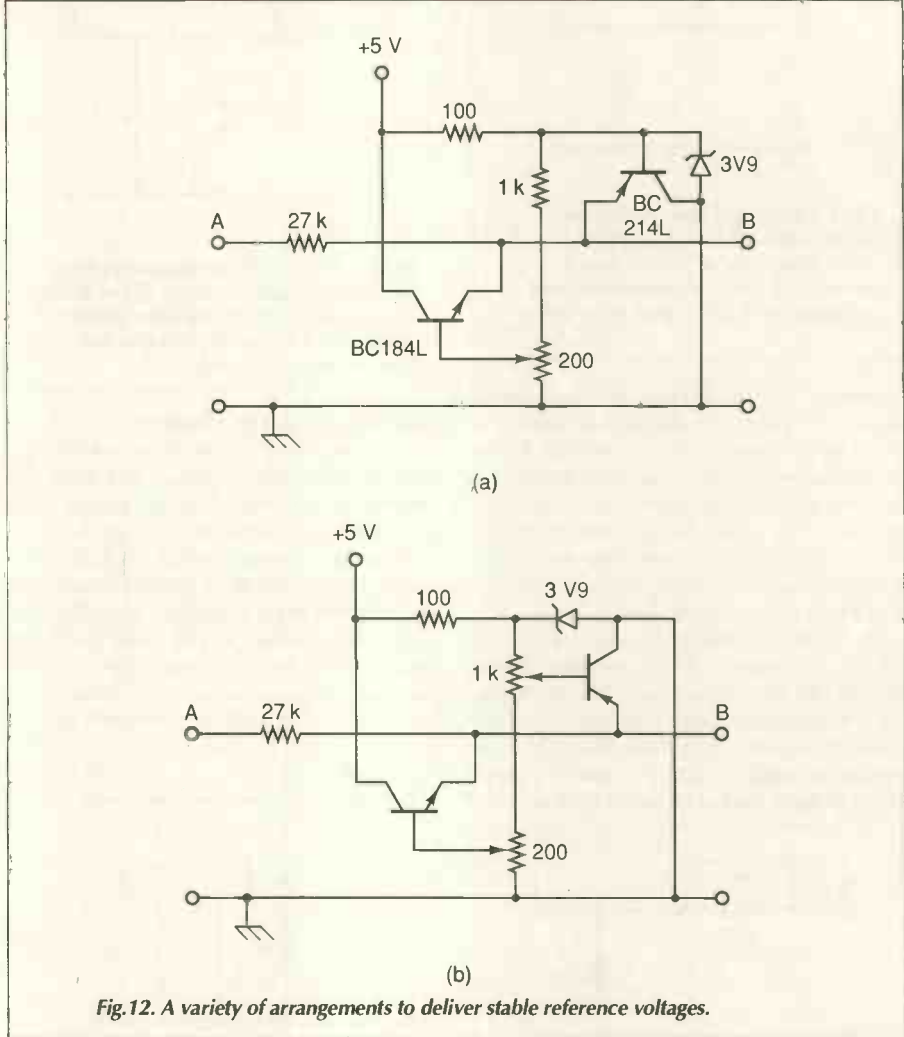 +5 V
100
1 k
3V9
BC
214L
A
27 k
B
BC184L
200
(a)
+5 V
100
3 V9
1 k
A
27 k
B
200
(b)
Fig.12. A variety of arrangements to deliver stable reference voltages.